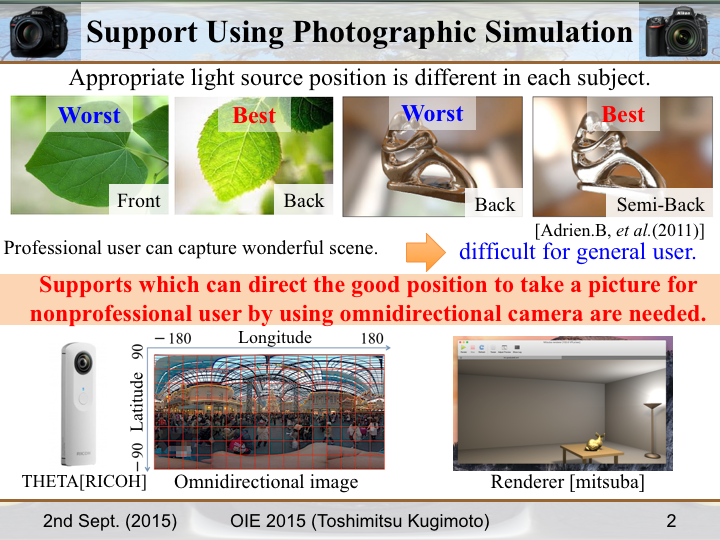 Support Using Photographic Simulation
Appropriate light source position is different in each subject.
Worst
Best
Worst
Best
Front
Back
Back
Semi-Back
[Adrien.B, et al.(2011)]
Professional user can capture wonderful scene.
difficult for general user.
Supports which can direct the good position to take a picture for
nonprofessional user by using omnidirectional camera are needed.
－180 Longitude 180
90
Latitude
－90
THETA[RICOH]
Omnidirectional image
Renderer [mitsuba]
2nd Sept. (2015)
OIE 2015 (Toshimitsu Kugimoto)
2